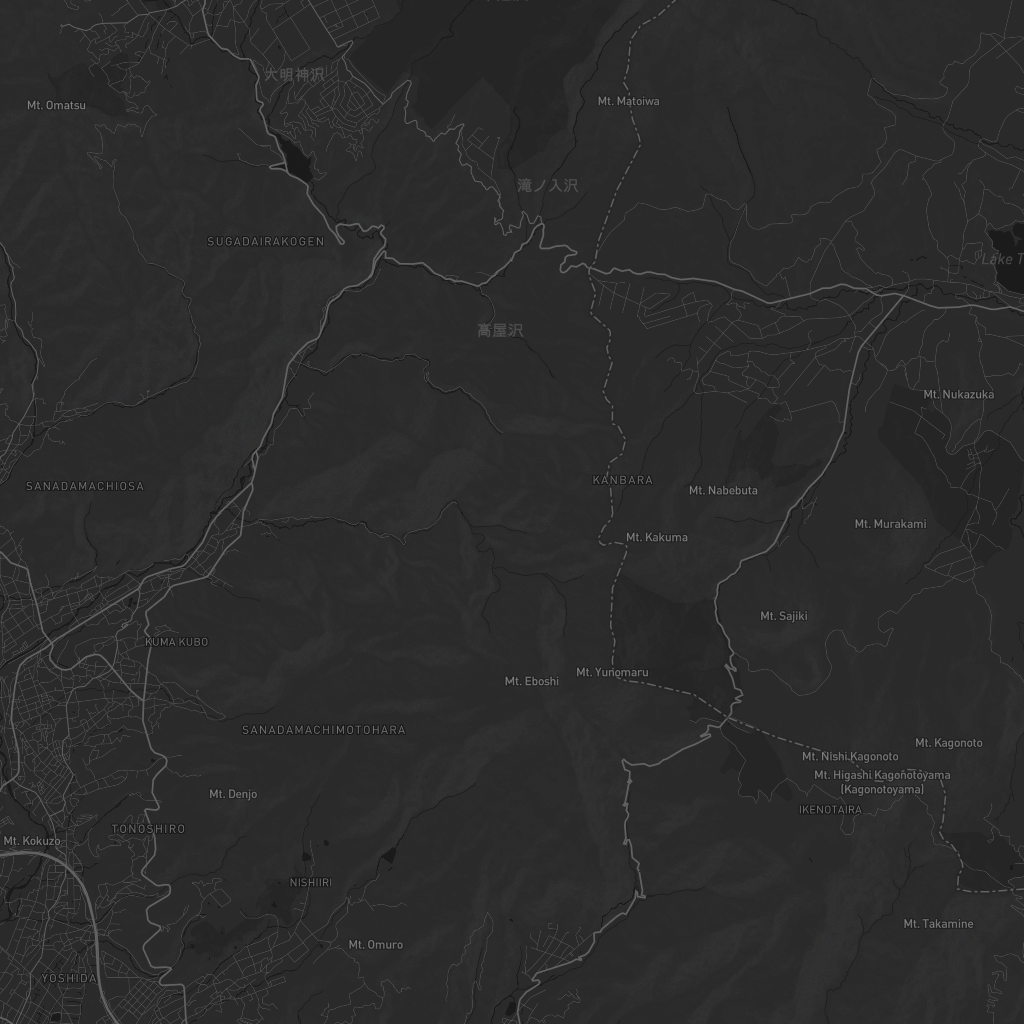 大明神沢
Mt. Omatsu
Mt. Matoiwa
滝ノ入沢
SUGADAIRAKOGEN
Lake T
高屋沢
Mt. Nukazuka
KANBARA
SANADAMACHIOSA
Mt. Nabebuta
Mt. Murakami
Mt. Kakuma
Mt. Sajiki
KUMA KUBO
Mt. Yunomaru
Mt. Eboshi
SANADAMACHIMOTOHARA
Mt. Kagonoto
Mt. Nishi Kagonoto
Mt. Higashi Kagonotoyama
(Kagonotoyama)
Mt. Denjo
IKENOTAIRA
TONOSHIRO
Mt. Kokuzo
NISHIIRI
Mt. Takamine
Mt. Omuro
YOSHIDA